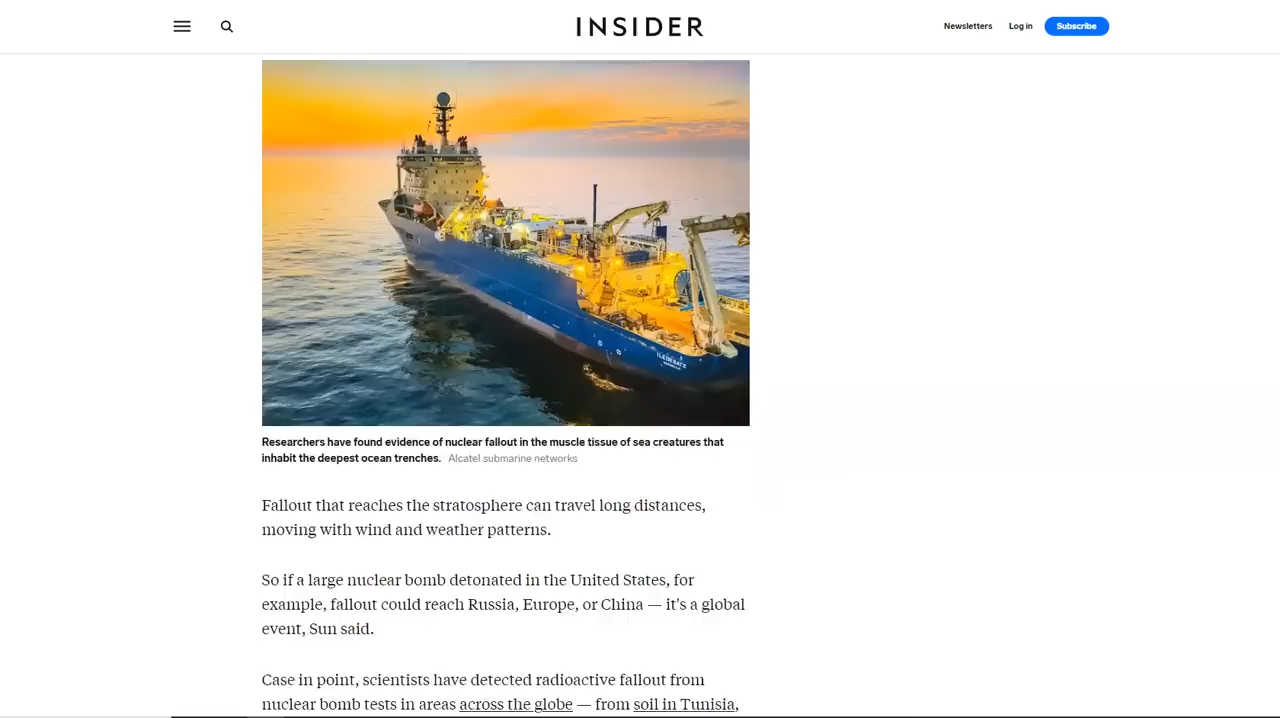 INSIDER
Newsletters
Log in
Subscribe
Researchers have found evidence of nuclear fallout in the muscle tissue of sea creatures that
inhabit the deepest ocean trenches. Alcatel submarine networks
Fallout that reaches the stratosphere can travel long distances,
moving with wind and weather patterns.
So if a large nuclear bomb detonated in the United States, for
example, fallout could reach Russia, Europe, or China — it's a global
event, Sun said.
Case in point, scientists have detected radioactive fallout from
nuclear bomb tests in areas across the globe — from soil in Tunisia,